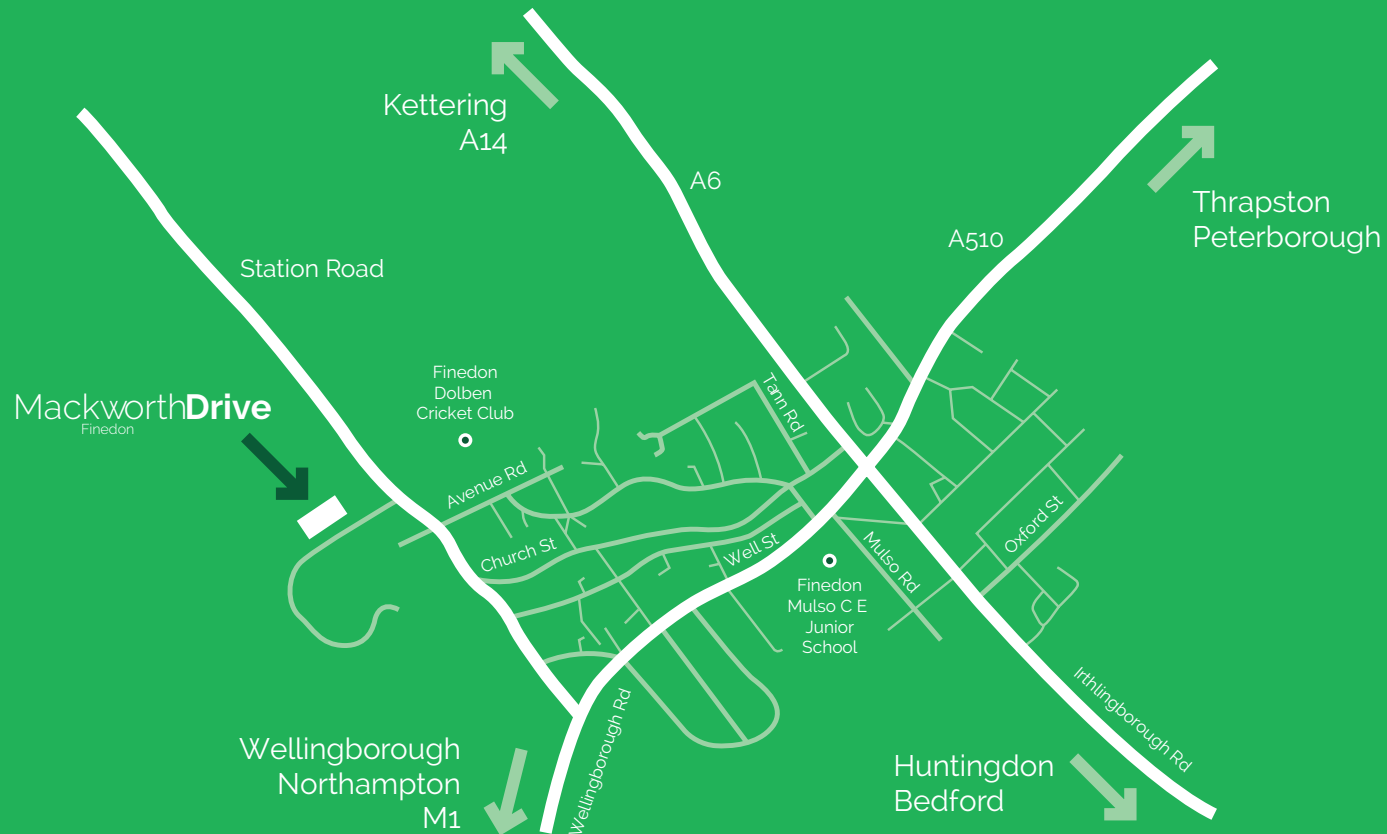 Kettering
A14
A6
A510
Thrapston
Peterborough
Station Road
MackworthDrive
Finedon
Finedon
Dolben
Cricket Club
Tann Rd
Avenue Rd
Church St
Well St
Mulso Rd
Oxford St
Finedon
Mulso C E
Junior
School
Wellingborough Rd
Irthlingborough Rd
Wellingborough
Northampton
M1
Huntingdon
Bedford